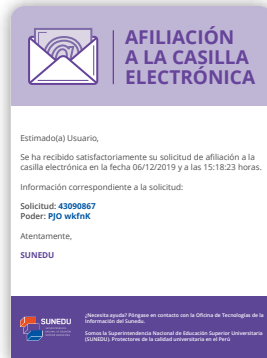 AFILIACIÓN
A LA CASILLA
ELECTRÓNICA
Estimado(a) Usuario,
Se ha recibido satisfactoriamente su solicitud de afiliación a la
casilla electrónica en la fecha 06/12/2019 y a las 15:18:23 horas.
Información correspondiente a la solicitud:
Solicitud: 43090867
Poder: PJO wkfnK
Atentamente,
SUNEDU
SUNEDU
¿Necesita ayuda? Póngase en contacto con la Oficina de Tecnologías de la
Información del Sunedu.
Somos la Superintendencia Nacional de Educación Superior Universitaria
(SUNEDU). Protectores de la calidad universitaria en el Perú